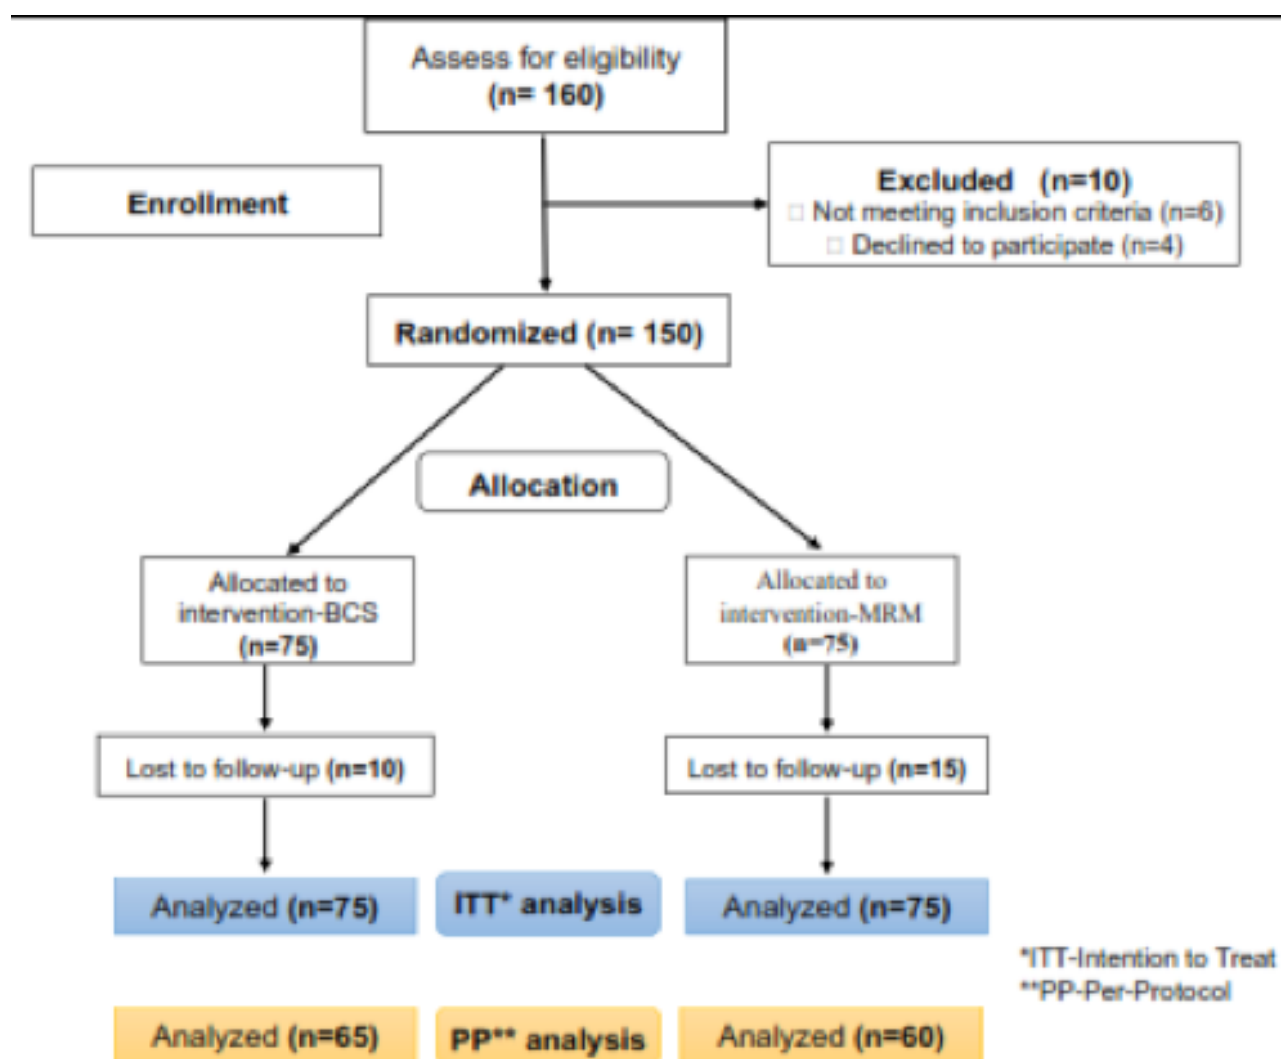 Assess for eligibility
(n= 160)
Enrollment
Excluded (n=10)
□ Not meeting inclusion criteria (n=6)
□ Declined to participate (n=4)
Randomized (n= 150)
Allocation
Allocated to
intervention-BCS
(n=75)
Allocated to
intervention-MRM
(n=75)
Lost to follow-up (n=10)
Lost to follow-up (n=15)
Analyzed (n=75)
ITT* analysis
Analyzed (n=75)
*ITT-Intention to Treat
**PP-Per-Protocol
Analyzed (n=65)
PP** analysis
Analyzed (n=60)